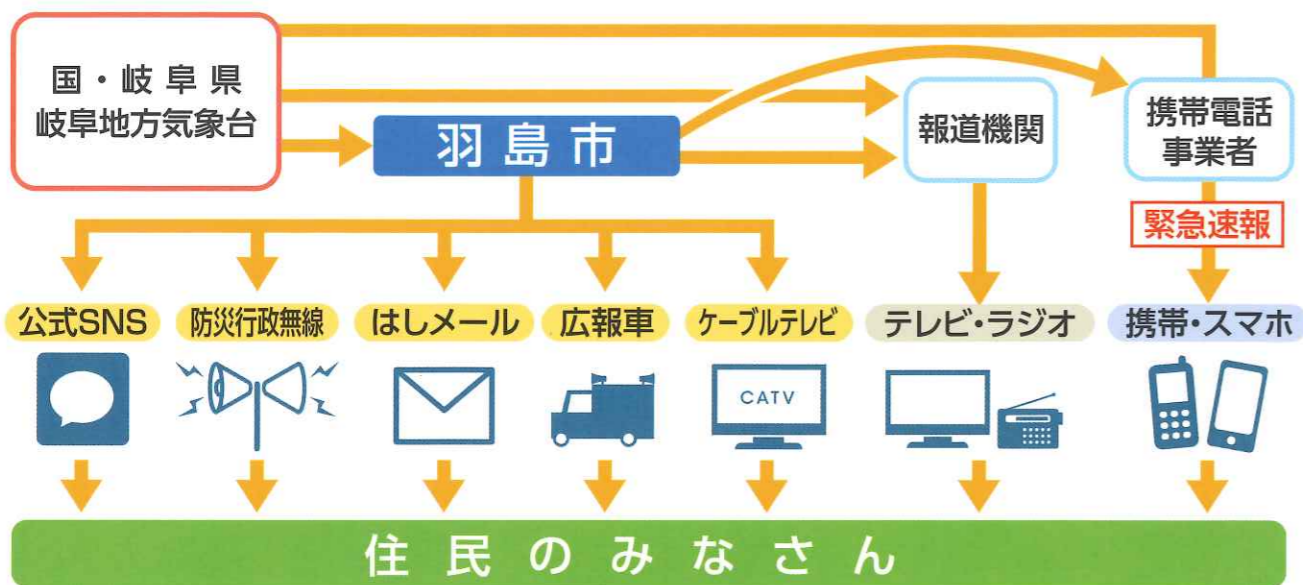 国・岐阜県
岐阜地方気象台
羽島市
報道機関
携帯電話
事業者
緊急速報
公式SNS
防災行政無線
はしメール
広報車
ケーブルテレビ
テレビ・ラジオ
携帯・スマホ
CATV
住民のみなさん